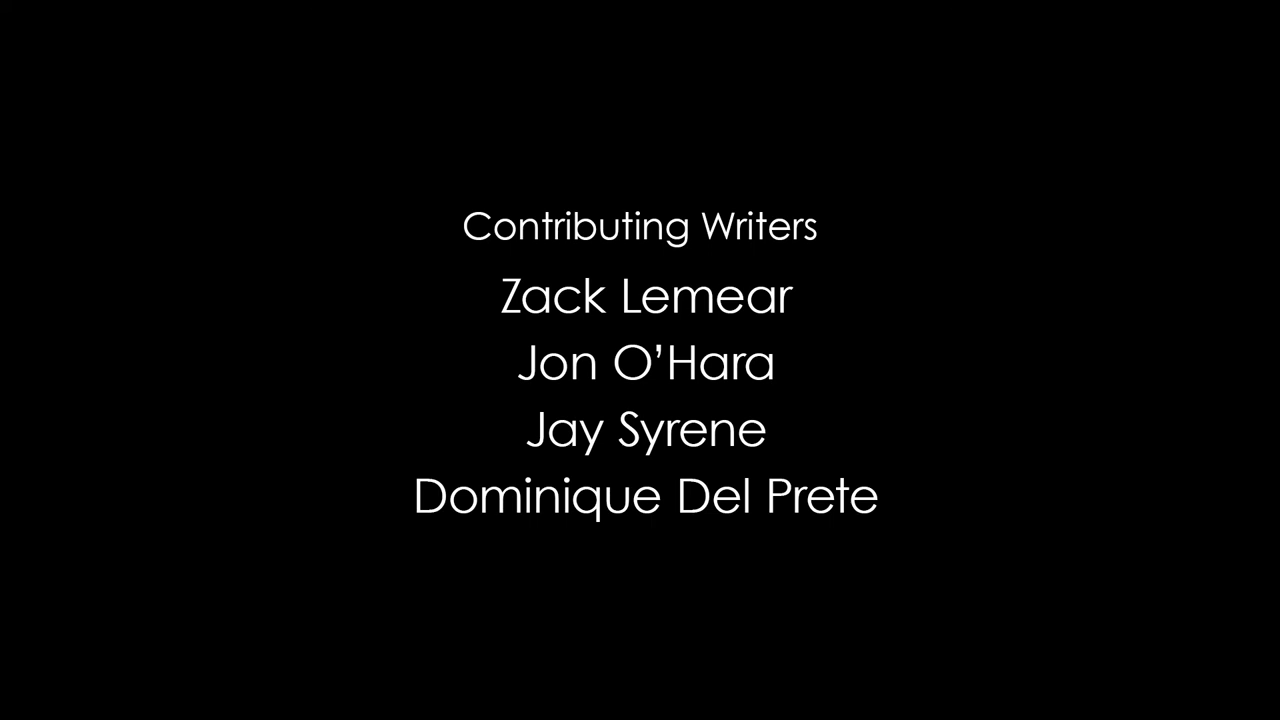 Contributing Writers
Zack Lemear
Jon O’Hara
Jay Syrene
Dominique Del Prete